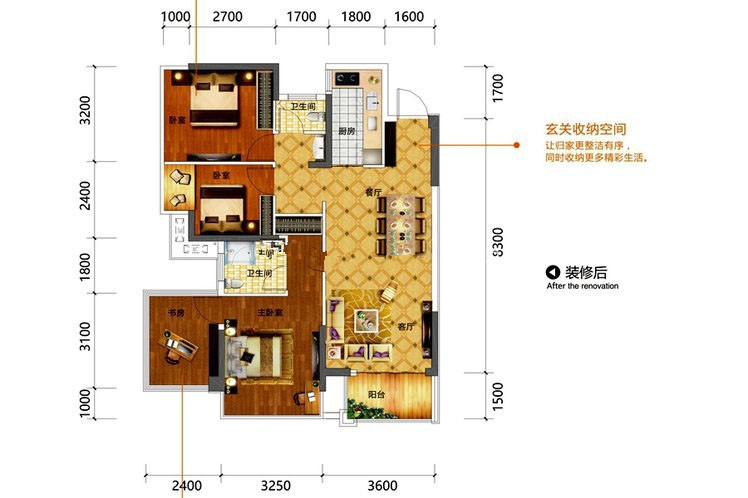 1000 2700 1700 1800 1600
3200
2400
1800
3100
1000
1700
8300
1500
2400 3250 3600
卧室
卫生间
厨房
卧室
餐厅
卫生间
书房
主卧室
客厅
阳台
玄关收纳空间
让归家更整洁有序，
同时收纳更多精彩生活。
装修后
After the renovation